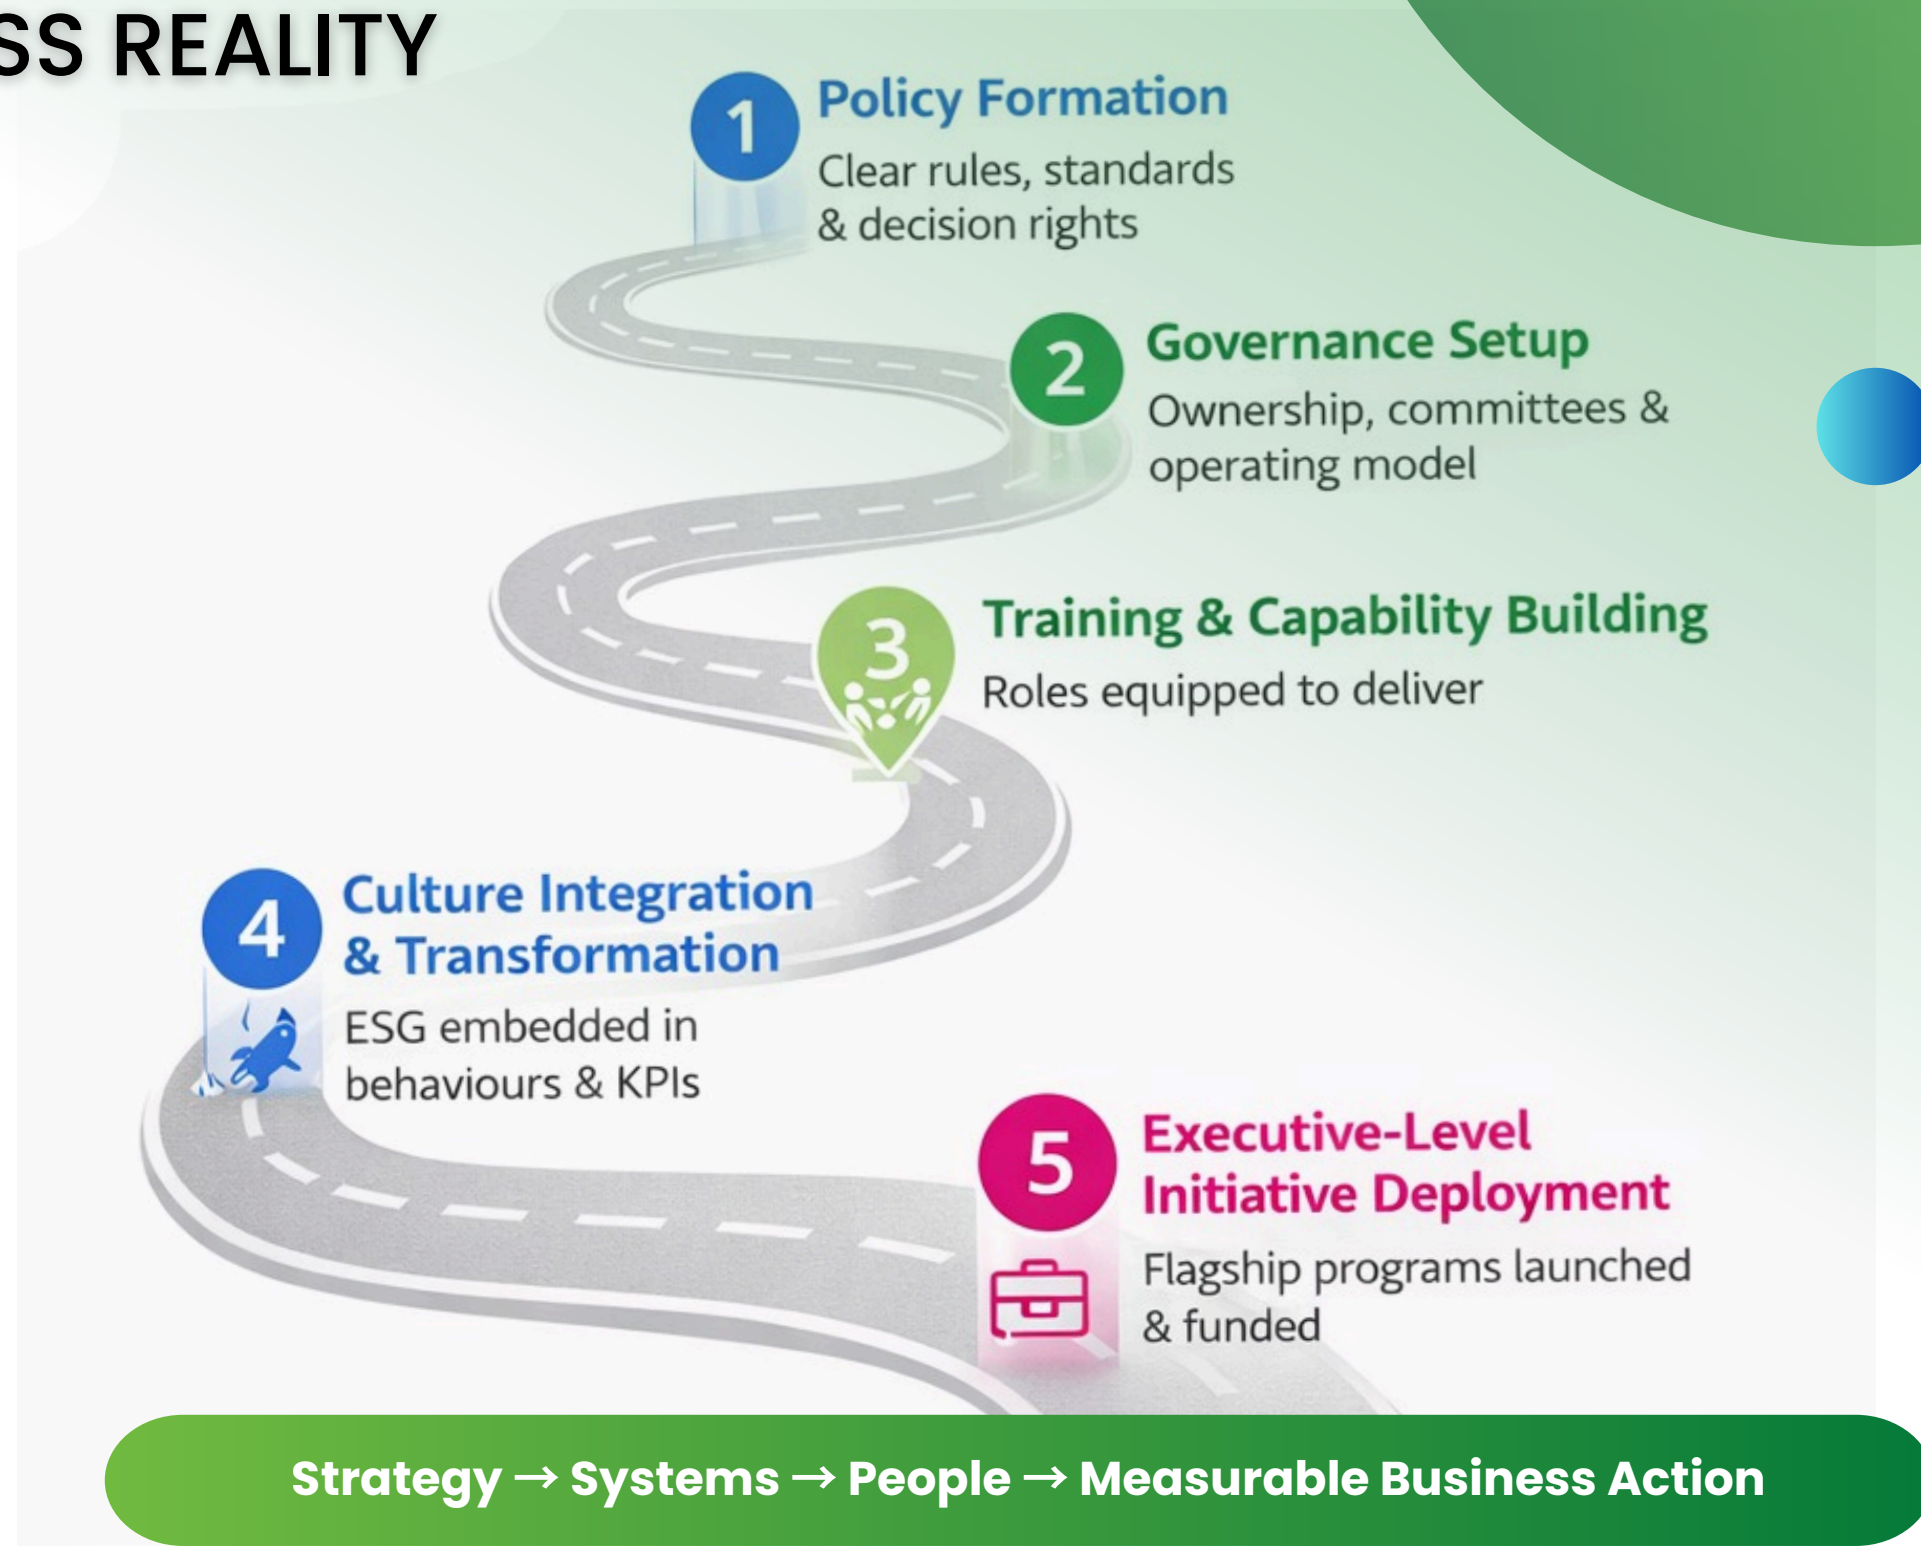 SS REALITY
1
Policy Formation
Clear rules, standards
& decision rights
2
Governance Setup
Ownership, committees &
operating model
3
Training & Capability Building
Roles equipped to deliver
4
Culture Integration
& Transformation
ESG embedded in
behaviours & KPIs
5
Executive-Level
Initiative Deployment
Flagship programs launched
& funded
Strategy → Systems → People → Measurable Business Action